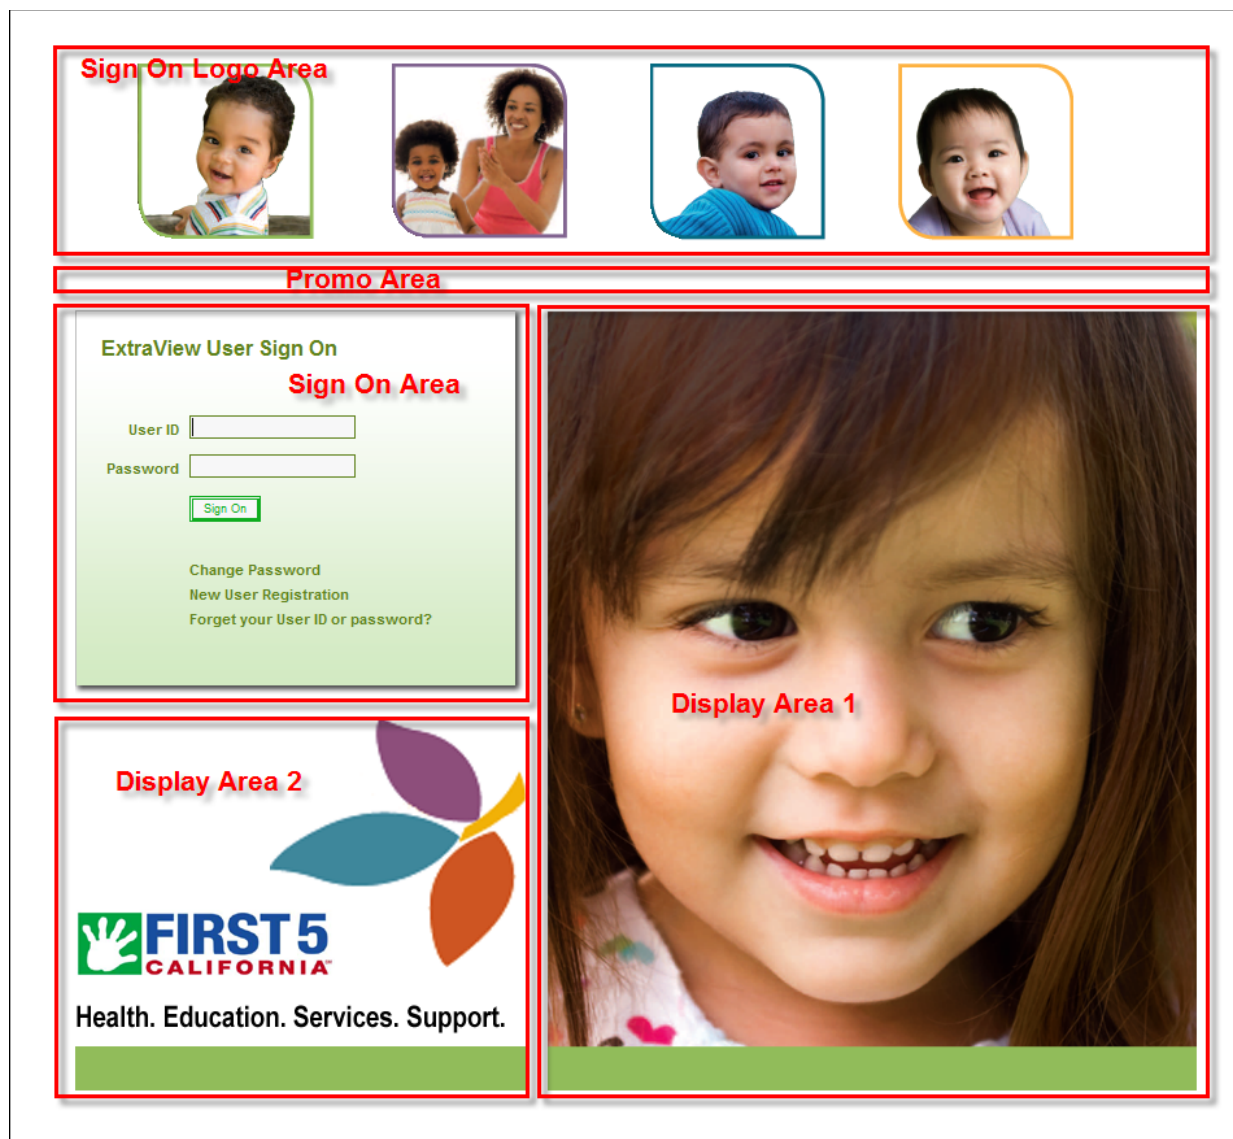 Sign On Logo Area
Promo Area
ExtraView User Sign On
Sign On Area
User ID
Password
Sign On
Change Password
New User Registration
Forget your User ID or password?
Display Area 1
Display Area 2
FIRST 5
CALIFORNIA™
Health. Education. Services. Support.